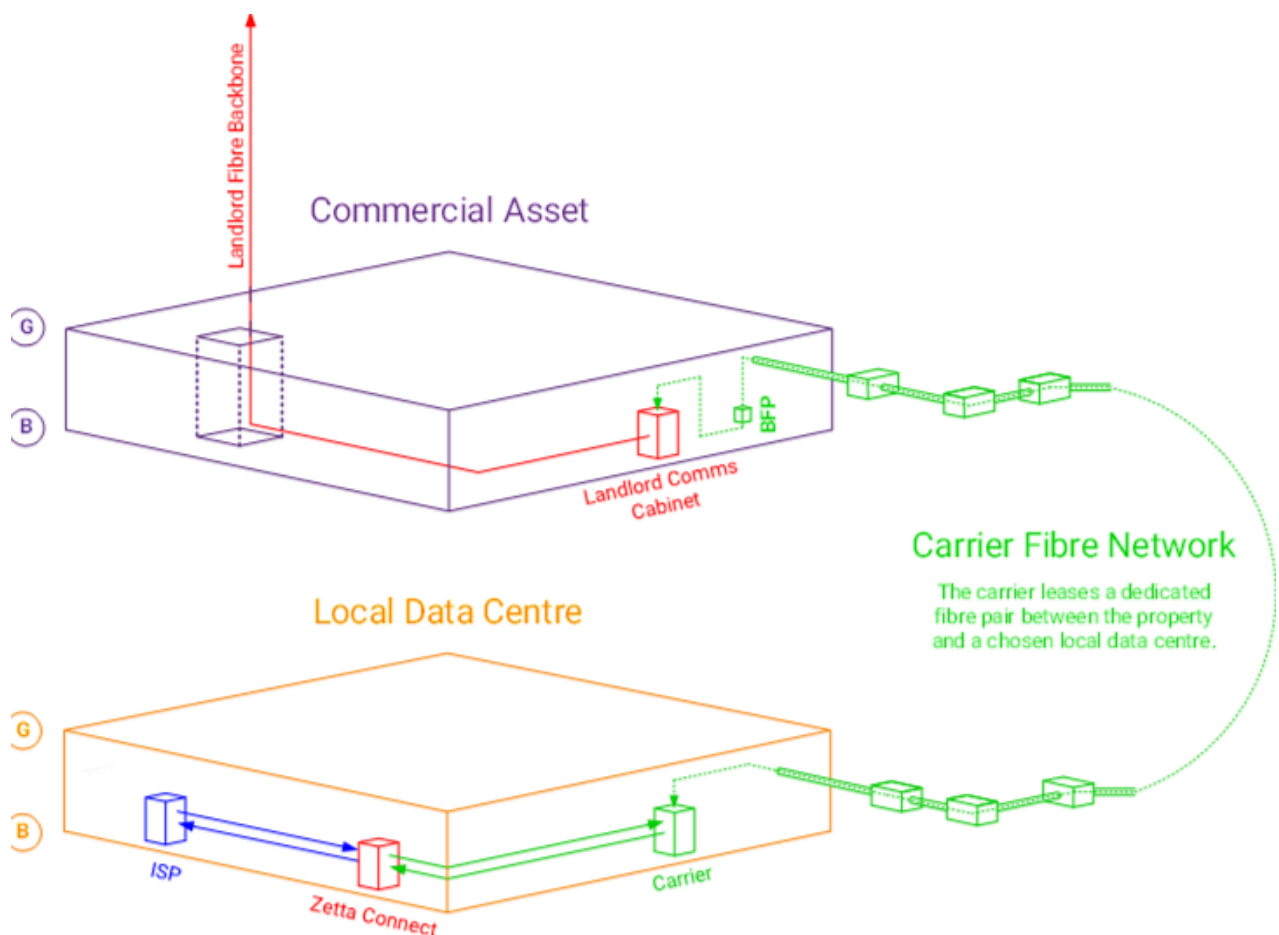 Landlord Fibre Backbone
Commercial Asset
G
B
BFP
Landlord Comms
Cabinet
Carrier Fibre Network
The carrier leases a dedicated
fibre pair between the property
and a chosen local data centre.
Local Data Centre
G
B
ISP
Zetta Connect
Carrier